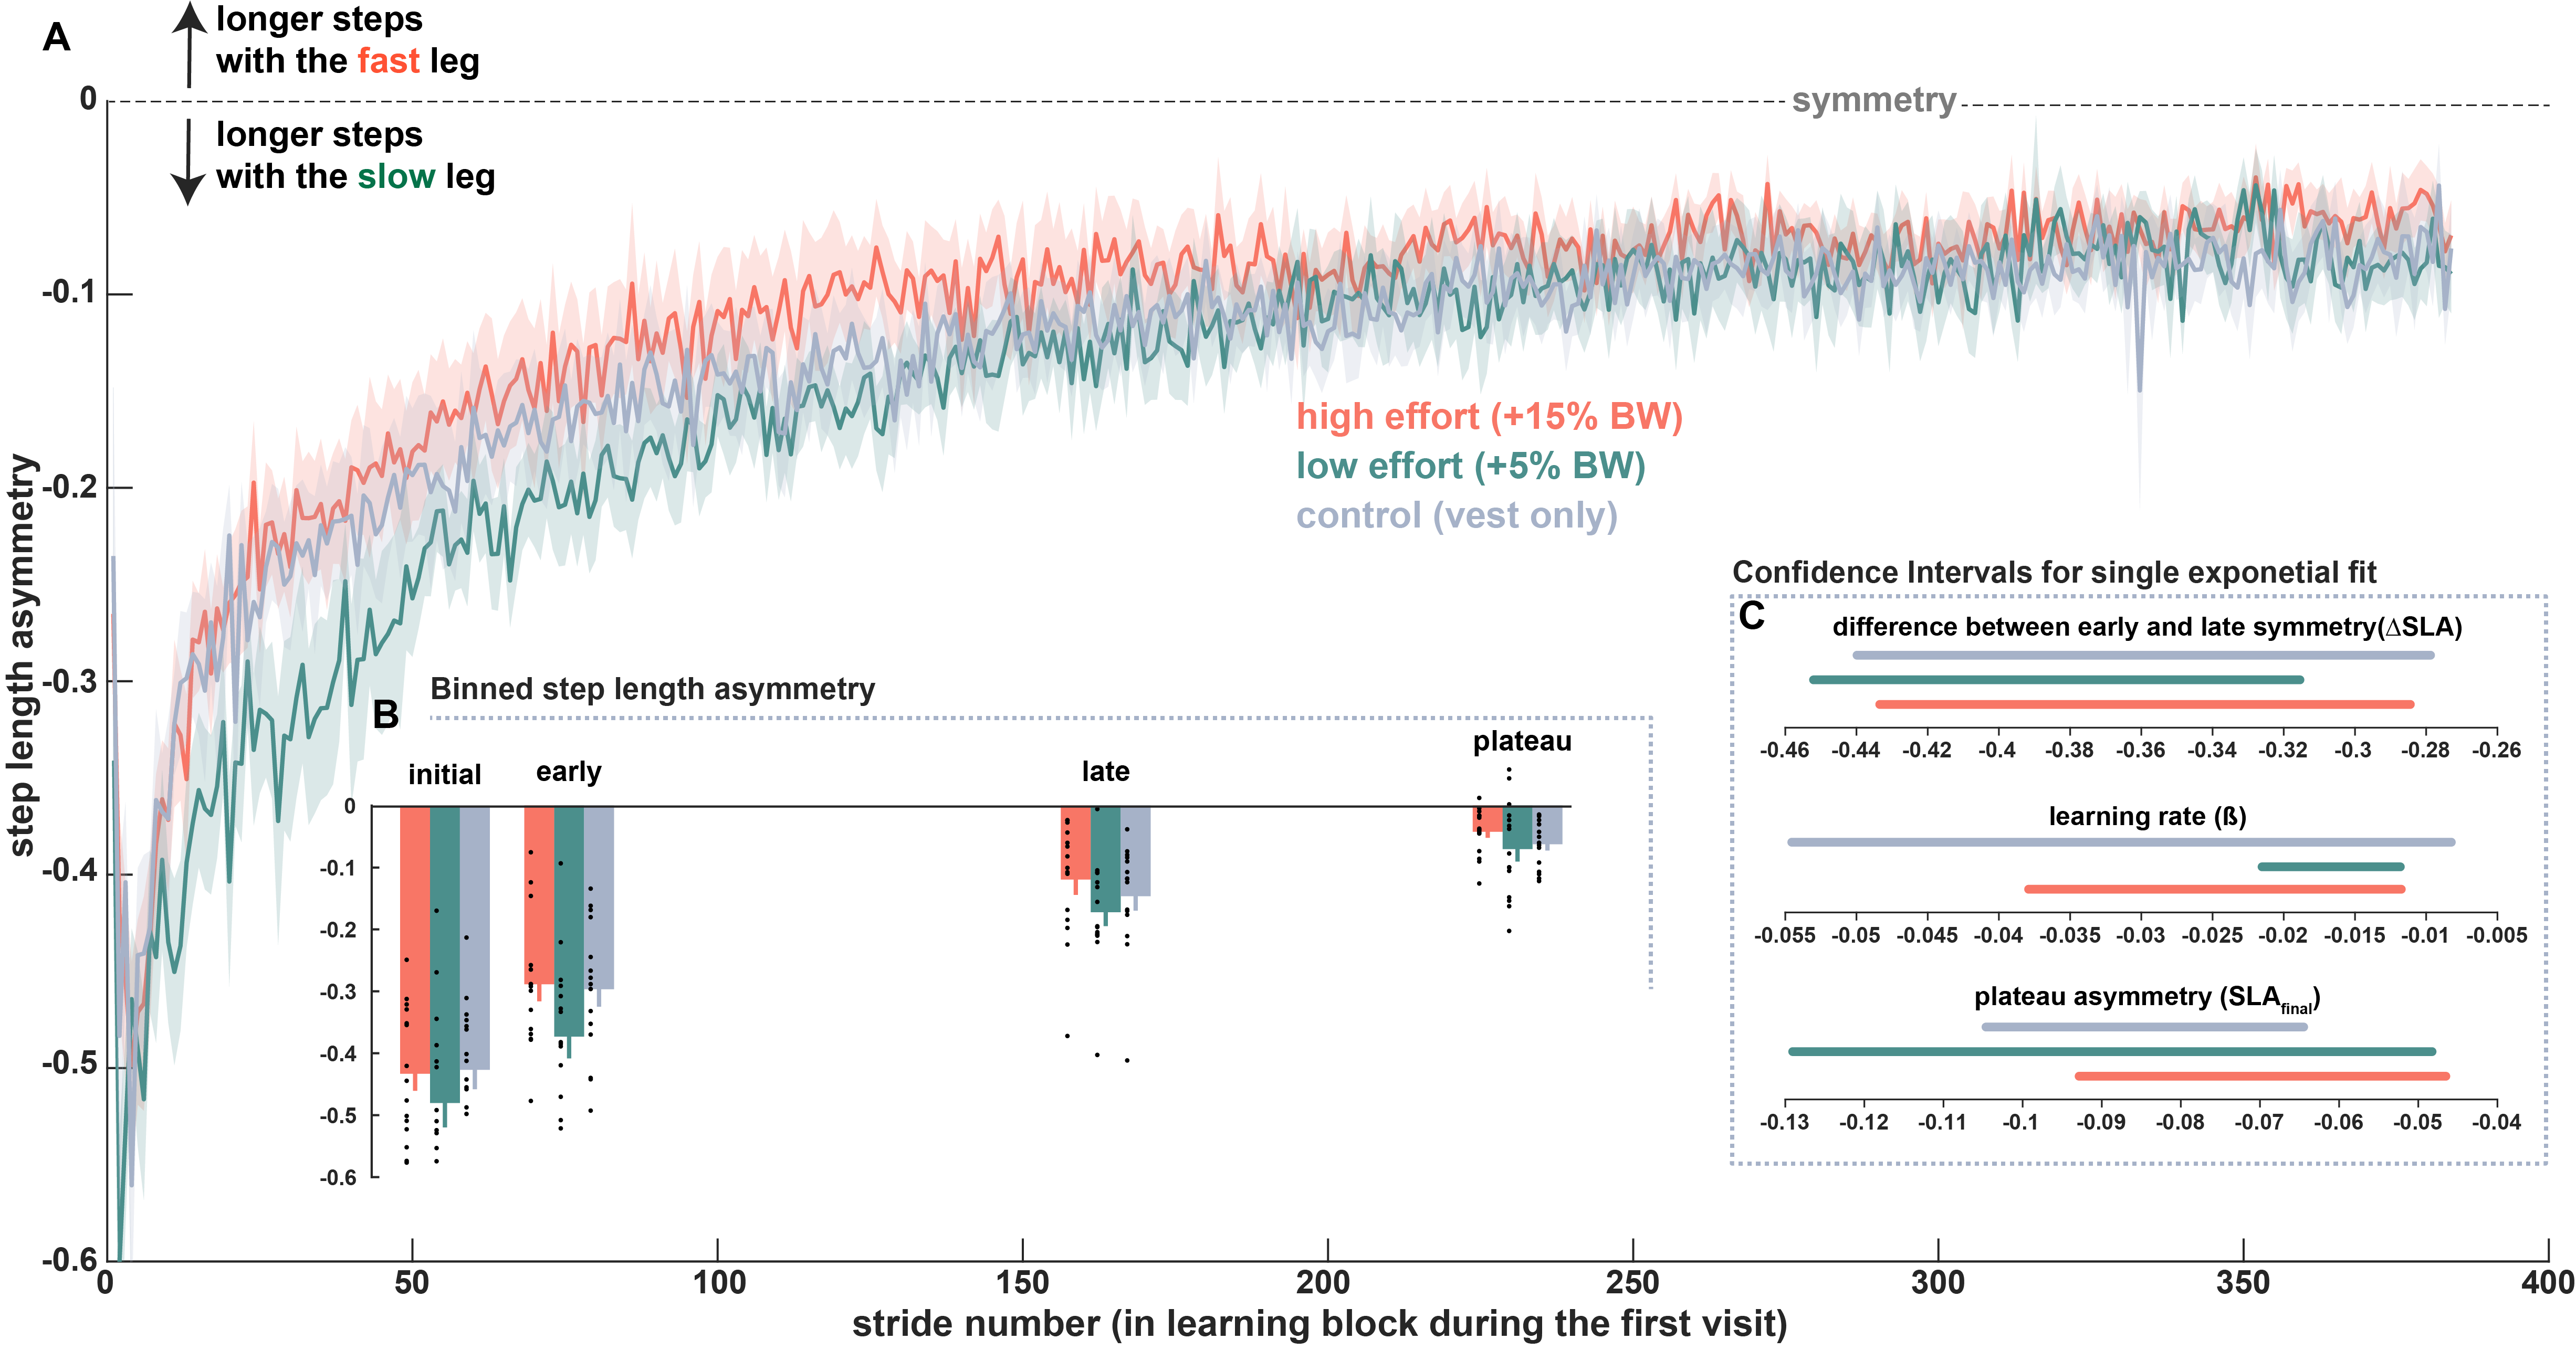 A
longer steps
with the fast leg
longer steps
with the slow leg
symmetry
step length asymmetry
0
-0.1
-0.2
-0.3
-0.4
-0.5
-0.6
high effort (+15% BW)
low effort (+5% BW)
control (vest only)
B
Binned step length asymmetry
initial
early
late
plateau
0
-0.1
-0.2
-0.3
-0.4
-0.5
-0.6
Confidence Intervals for single exponetial fit
C
difference between early and late symmetry(∆SLA)
-0.46 -0.44 -0.42 -0.4 -0.38 -0.36 -0.34 -0.32 -0.3 -0.28 -0.26
learning rate (ß)
-0.055 -0.05 -0.045 -0.04 -0.035 -0.03 -0.025 -0.02 -0.015 -0.01 -0.005
plateau asymmetry (SLAfinal)
-0.13 -0.12 -0.11 -0.1 -0.09 -0.08 -0.07 -0.06 -0.05 -0.04
0 50 100 150 200 250 300 350 400
stride number (in learning block during the first visit)